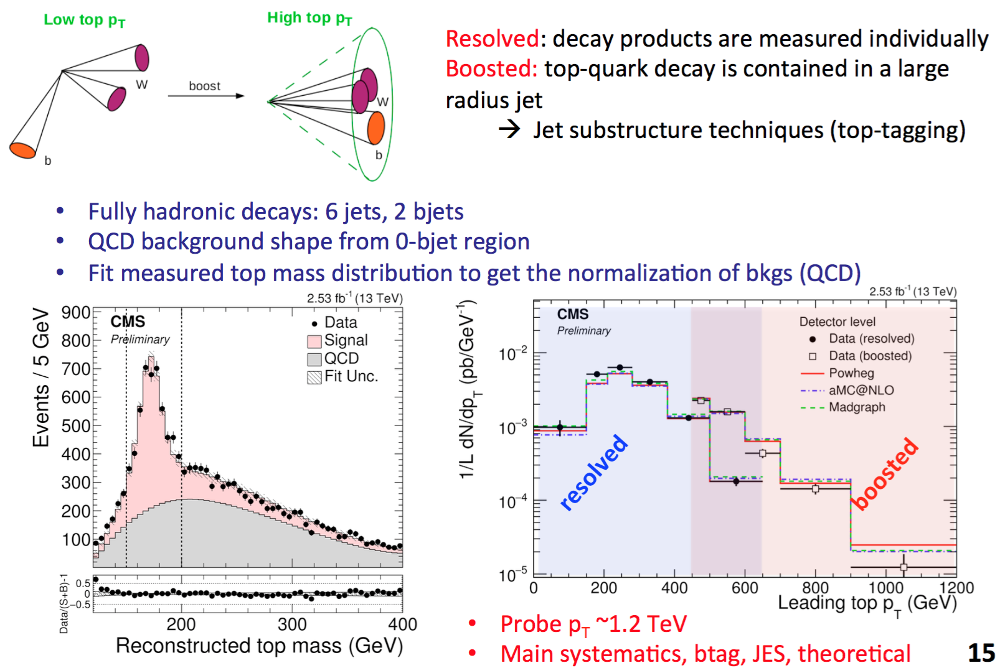 Low top pT
High top pT
W
boost
b
W
b
Resolved: decay products are measured individually
Boosted: top-quark decay is contained in a large
radius jet
→ Jet substructure techniques (top-tagging)
• Fully hadronic decays: 6 jets, 2 bjets
• QCD background shape from 0-bjet region
• Fit measured top mass distribution to get the normalization of bkgs (QCD)
2.53 fb⁻¹ (13 TeV)
CMS
Preliminary
Data
Signal
QCD
Fit Unc.
Events / 5 GeV
900
800
700
600
500
400
300
200
100
Data/(S+B)-1
0.5
0
−0.5
200
300
400
Reconstructed top mass (GeV)
2.53 fb⁻¹ (13 TeV)
CMS
Preliminary
Detector level
Data (resolved)
Data (boosted)
Powheg
aMC@NLO
Madgraph
1/L dN/dpT (pb/GeV⁻¹)
10⁻²
10⁻³
10⁻⁴
10⁻⁵
resolved
boosted
0
200
400
600
800
1000
1200
Leading top pT (GeV)
• Probe pT ~1.2 TeV
• Main systematics, btag, JES, theoretical
15